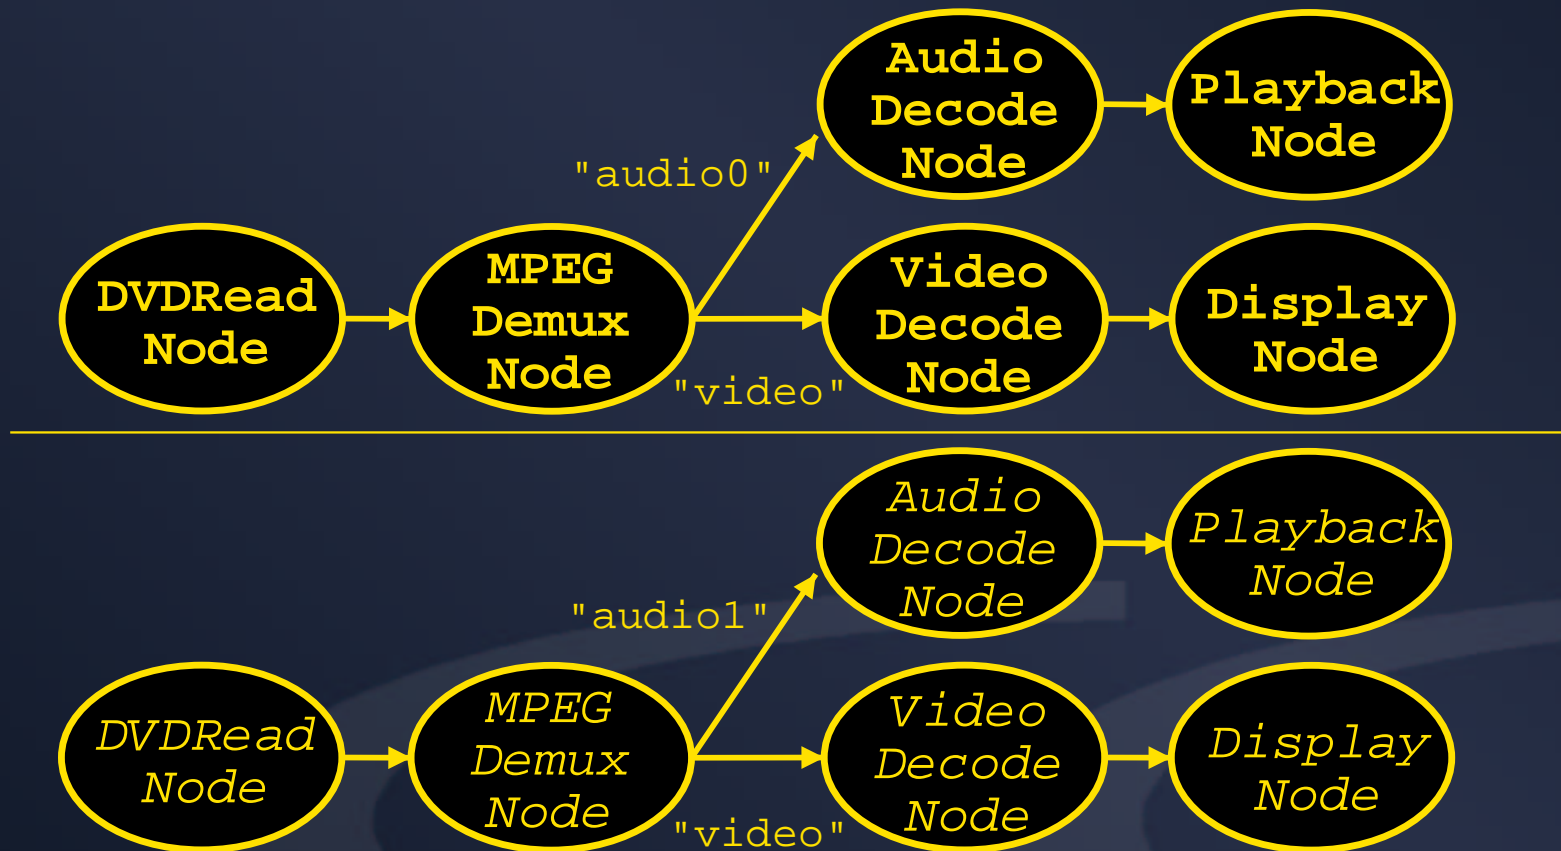 Audio
Decode
Node
Playback
Node
"audio0"
DVDRead
Node
MPEG
Demux
Node
Video
Decode
Node
Display
Node
"video"
Audio
Decode
Node
Playback
Node
"audio1"
DVDRead
Node
MPEG
Demux
Node
Video
Decode
Node
Display
Node
"video"